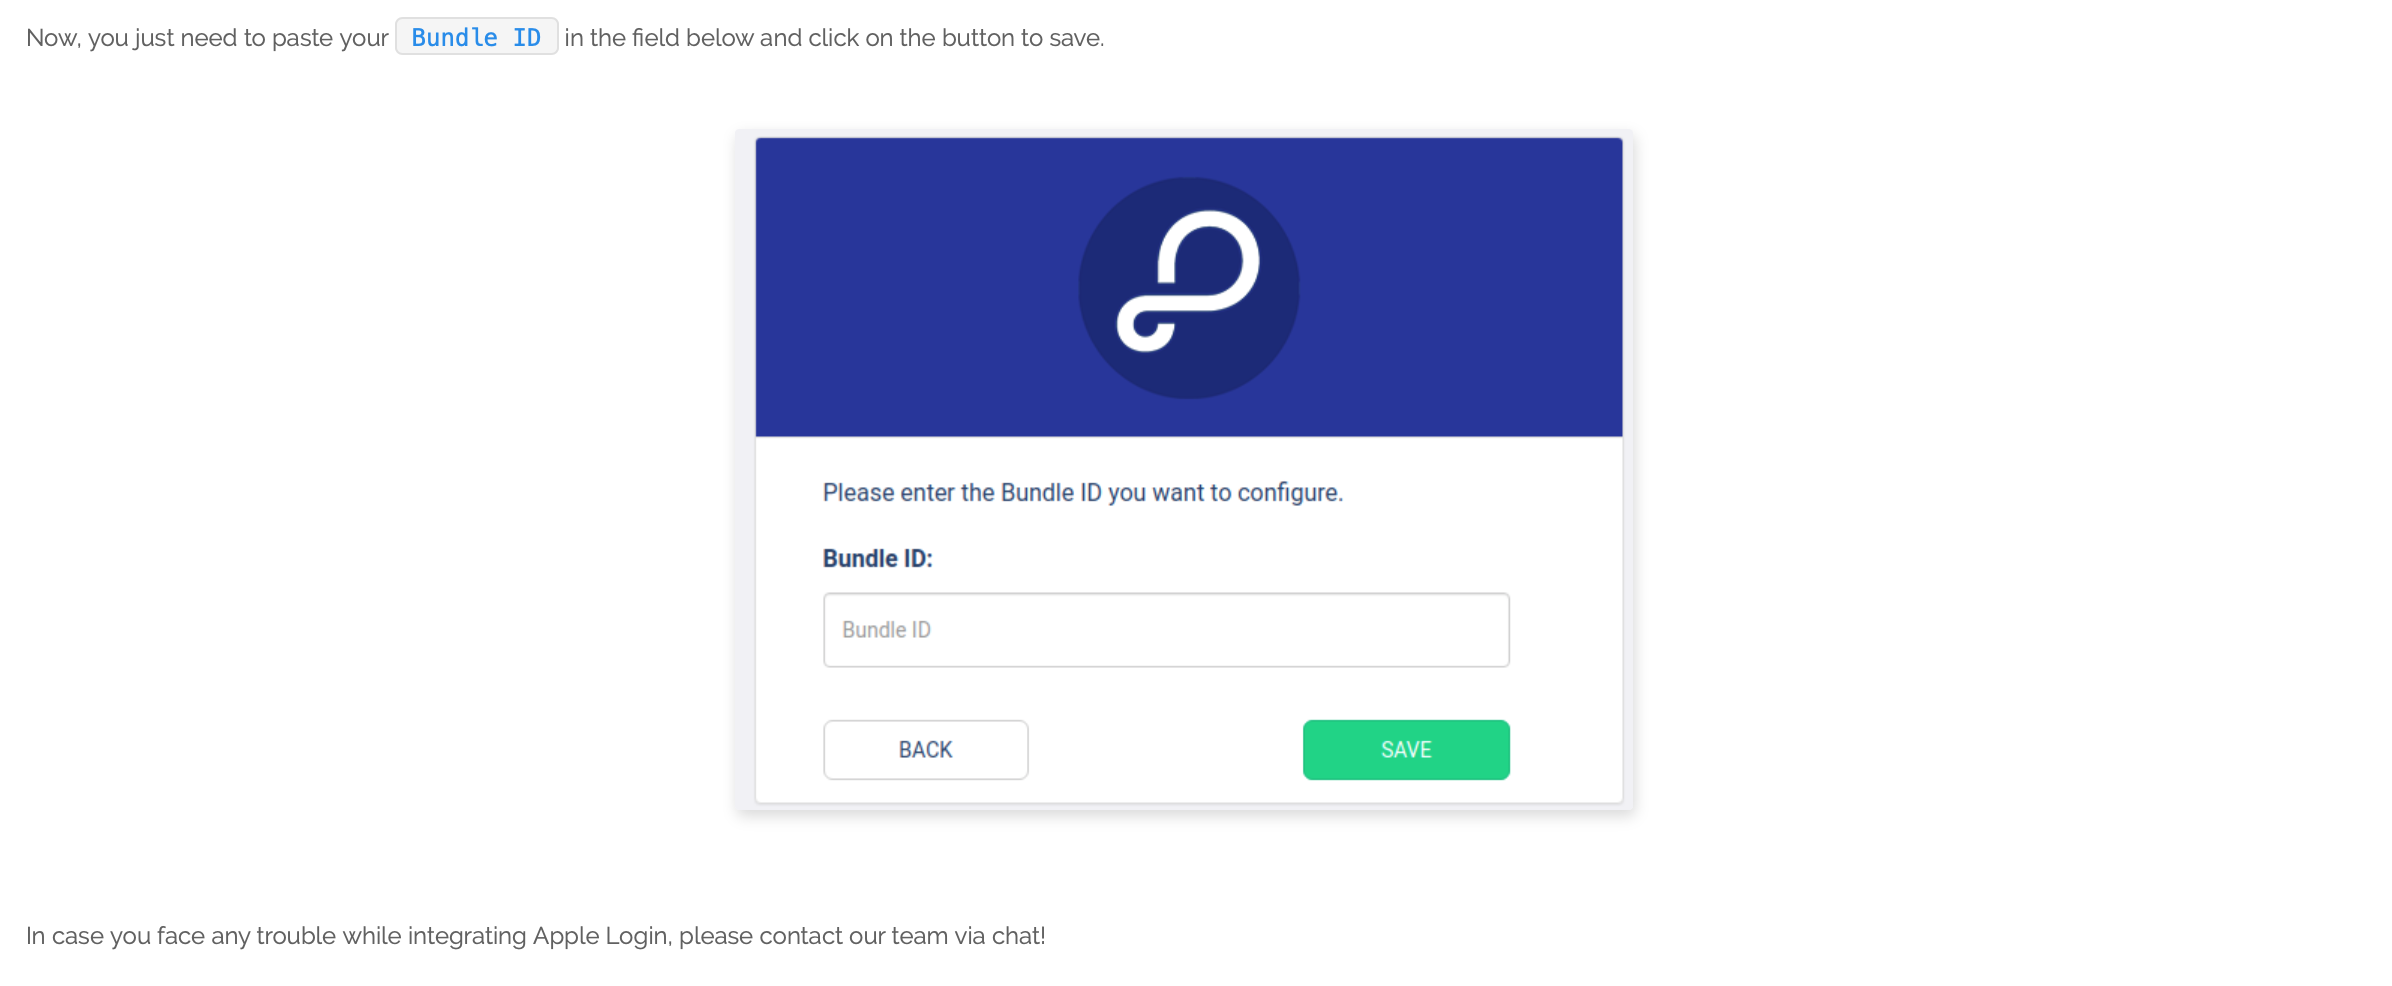 Now, you just need to paste your Bundle ID in the field below and click on the button to save.
Please enter the Bundle ID you want to configure.
Bundle ID:
Bundle ID
BACK SAVE
In case you face any trouble while integrating Apple Login, please contact our team via chat!